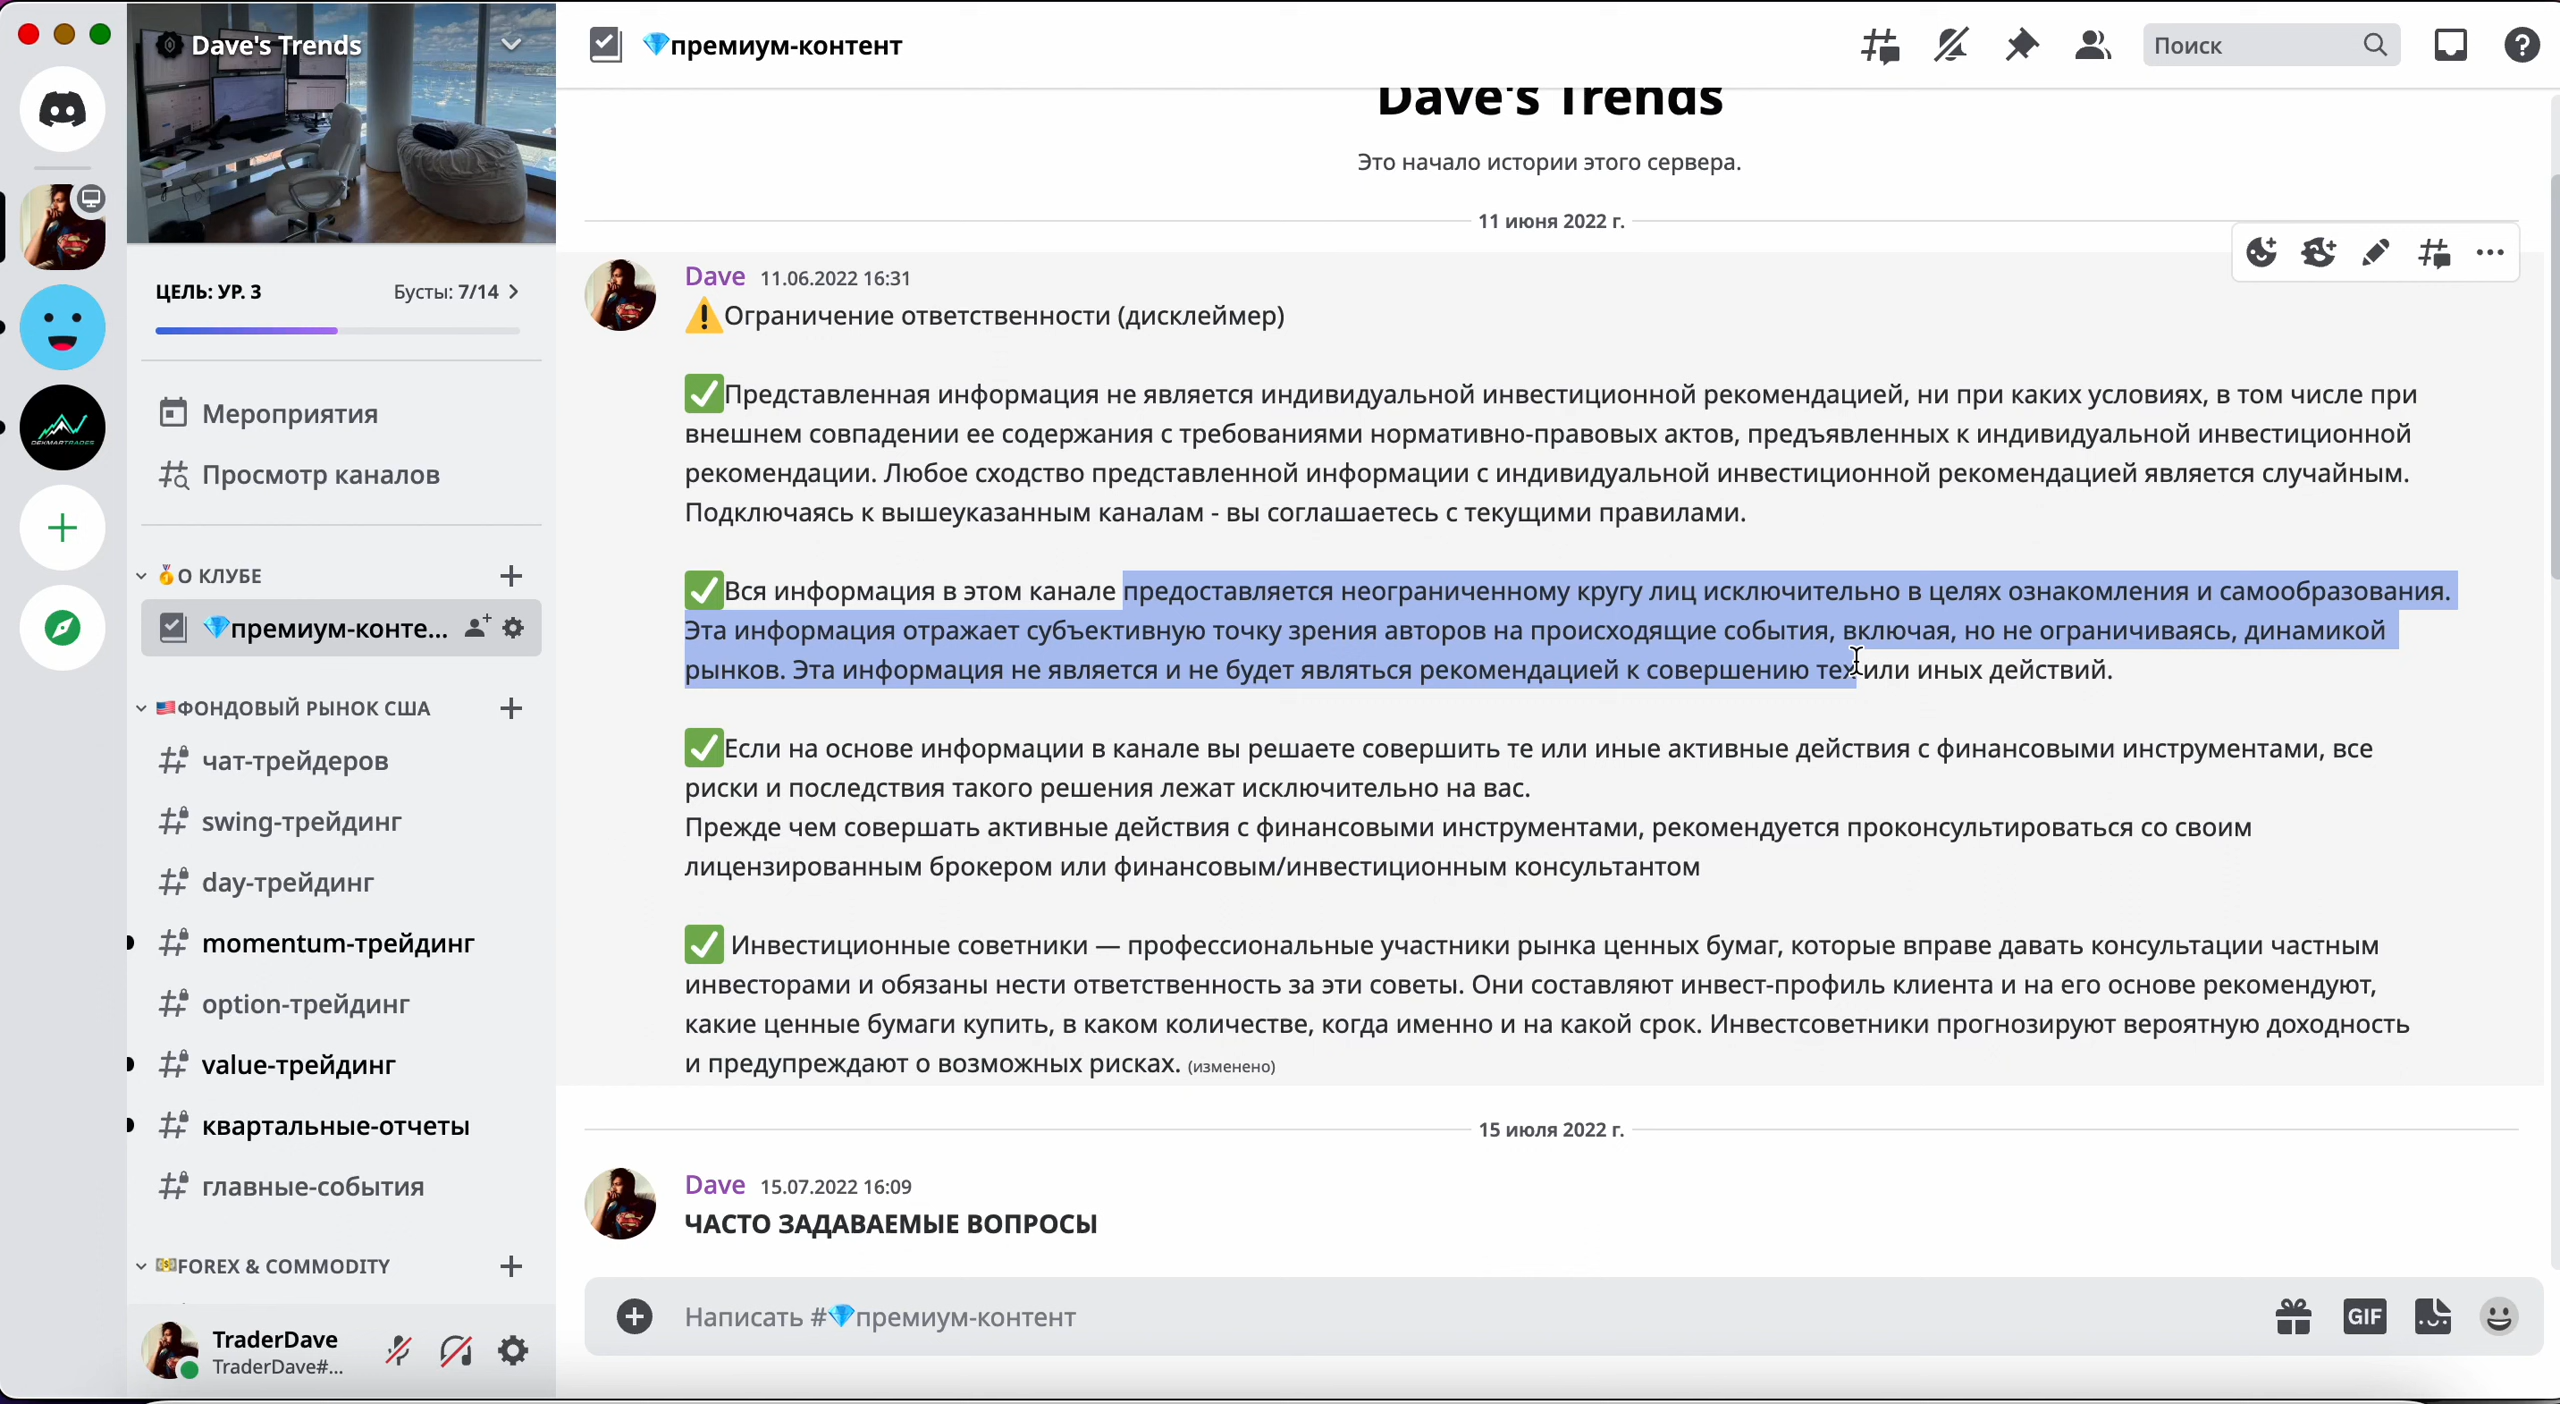 Dave's Trends
ЦЕЛЬ: УР. 3
Бусты: 7/14
Мероприятия
Просмотр каналов
О КЛУБЕ
премиум-конте...
ФОНДОВЫЙ РЫНОК США
чат-трейдеров
swing-трейдинг
day-трейдинг
momentum-трейдинг
option-трейдинг
value-трейдинг
квартальные-отчеты
главные-события
FOREX & COMMODITY
TraderDave
TraderDave#...
DEKMARTRADES
премиум-контент
Поиск
Dave's Trends
Это начало истории этого сервера.
11 июня 2022 г.
Dave 11.06.2022 16:31
⚠️Ограничение ответственности (дисклеймер)
✅Представленная информация не является индивидуальной инвестиционной рекомендацией, ни при каких условиях, в том числе при
внешнем совпадении ее содержания с требованиями нормативно-правовых актов, предъявленных к индивидуальной инвестиционной
рекомендации. Любое сходство представленной информации с индивидуальной инвестиционной рекомендацией является случайным.
Подключаясь к вышеуказанным каналам - вы соглашаетесь с текущими правилами.
✅Вся информация в этом канале предоставляется неограниченному кругу лиц исключительно в целях ознакомления и самообразования.
Эта информация отражает субъективную точку зрения авторов на происходящие события, включая, но не ограничиваясь, динамикой
рынков. Эта информация не является и не будет являться рекомендацией к совершению тех или иных действий.
✅Если на основе информации в канале вы решаете совершить те или иные активные действия с финансовыми инструментами, все
риски и последствия такого решения лежат исключительно на вас.
Прежде чем совершать активные действия с финансовыми инструментами, рекомендуется проконсультироваться со своим
лицензированным брокером или финансовым/инвестиционным консультантом
✅ Инвестиционные советники — профессиональные участники рынка ценных бумаг, которые вправе давать консультации частным
инвесторами и обязаны нести ответственность за эти советы. Они составляют инвест-профиль клиента и на его основе рекомендуют,
какие ценные бумаги купить, в каком количестве, когда именно и на какой срок. Инвестсоветники прогнозируют вероятную доходность
и предупреждают о возможных рисках. (изменено)
15 июля 2022 г.
Dave 15.07.2022 16:09
ЧАСТО ЗАДАВАЕМЫЕ ВОПРОСЫ
Написать #💎премиум-контент
GIF